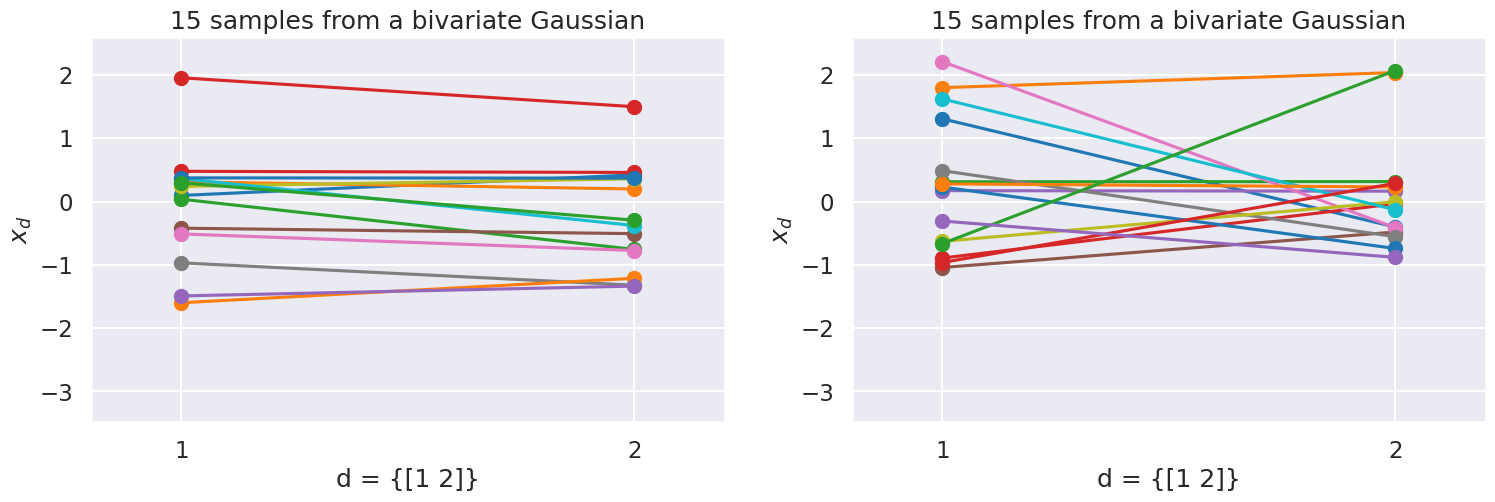 15 samples from a bivariate Gaussian
2
1
0
−1
−2
−3
x_d
1
2
d = {[1 2]}
15 samples from a bivariate Gaussian
2
1
0
−1
−2
−3
x_d
1
2
d = {[1 2]}